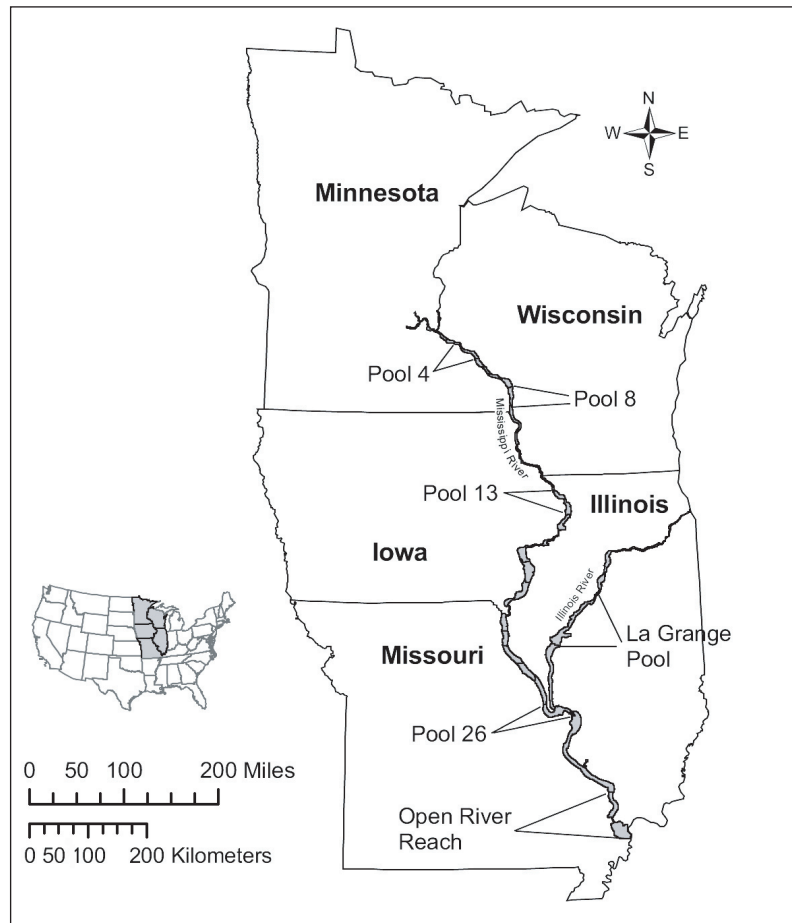 N
W E
S
Minnesota
Wisconsin
Pool 4
Pool 8
Mississippi River
Pool 13
Illinois
Iowa
Illinois River
La Grange
Pool
Missouri
Pool 26
0 50 100 200 Miles
Open River
Reach
0 50 100 200 Kilometers